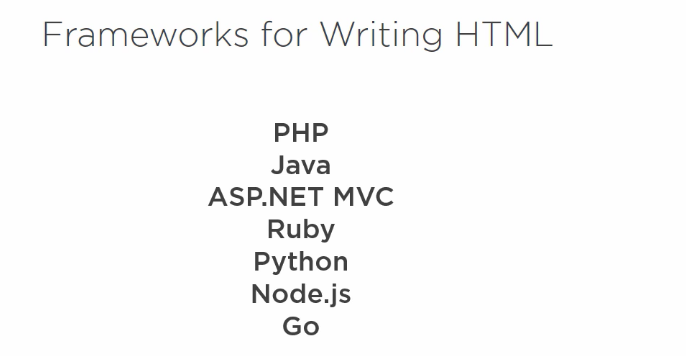 Frameworks for Writing HTML
PHP
Java
ASP.NET MVC
Ruby
Python
Node.js
Go